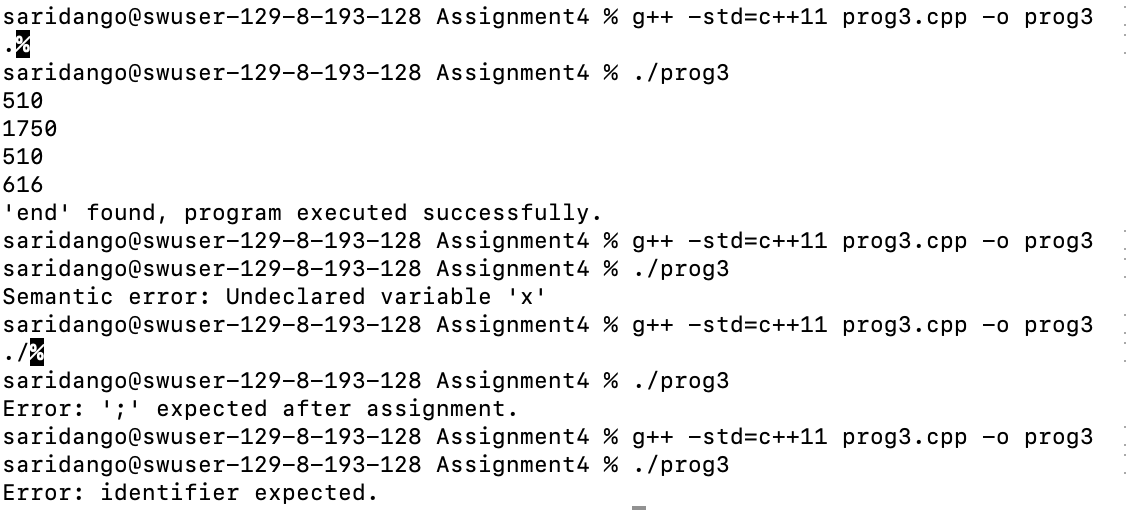 saridango@swuser-129-8-193-128 Assignment4 % g++ -std=c++11 prog3.cpp -o prog3
.%
saridango@swuser-129-8-193-128 Assignment4 % ./prog3
510
1750
510
616
'end' found, program executed successfully.
saridango@swuser-129-8-193-128 Assignment4 % g++ -std=c++11 prog3.cpp -o prog3
saridango@swuser-129-8-193-128 Assignment4 % ./prog3
Semantic error: Undeclared variable 'x'
saridango@swuser-129-8-193-128 Assignment4 % g++ -std=c++11 prog3.cpp -o prog3
./%
saridango@swuser-129-8-193-128 Assignment4 % ./prog3
Error: ';' expected after assignment.
saridango@swuser-129-8-193-128 Assignment4 % g++ -std=c++11 prog3.cpp -o prog3
saridango@swuser-129-8-193-128 Assignment4 % ./prog3
Error: identifier expected.